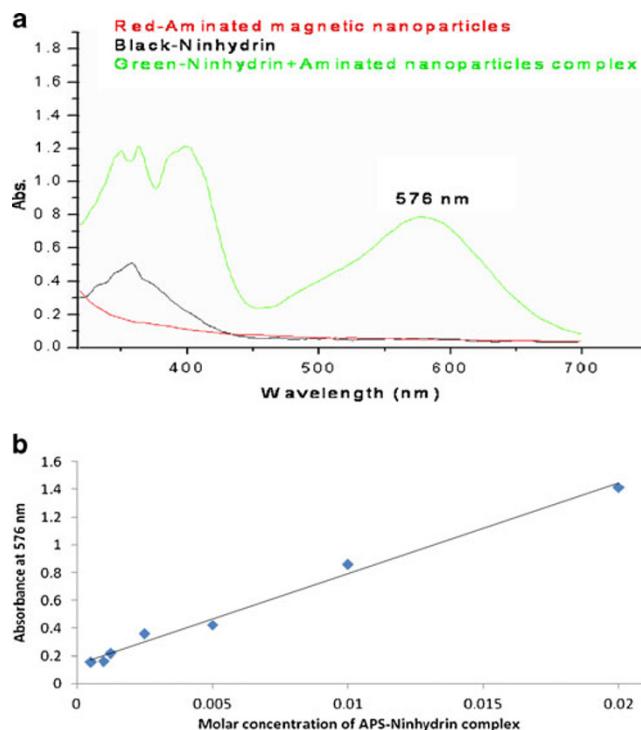 a
Red-Aminated magnetic nanoparticles
Black-Ninhydrin
Green-Ninhydrin+Aminated nanoparticles complex
1.8
1.6
1.4
1.2
1.0
0.8
0.6
0.4
0.2
0.0
Abs.
576 nm
400 500 600 700
Wavelength (nm)
b
1.6
1.4
1.2
1
0.8
0.6
0.4
0.2
0
Absorbance at 576 nm
0 0.005 0.01 0.015 0.02
Molar concentration of APS-Ninhydrin complex